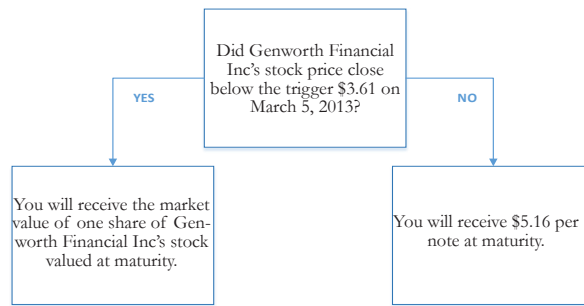 Did Genworth Financial
Inc's stock price close
below the trigger $3.61 on
March 5, 2013?
YES
NO
You will receive the market
value of one share of Gen-
worth Financial Inc's stock
valued at maturity.
You will receive $5.16 per
note at maturity.